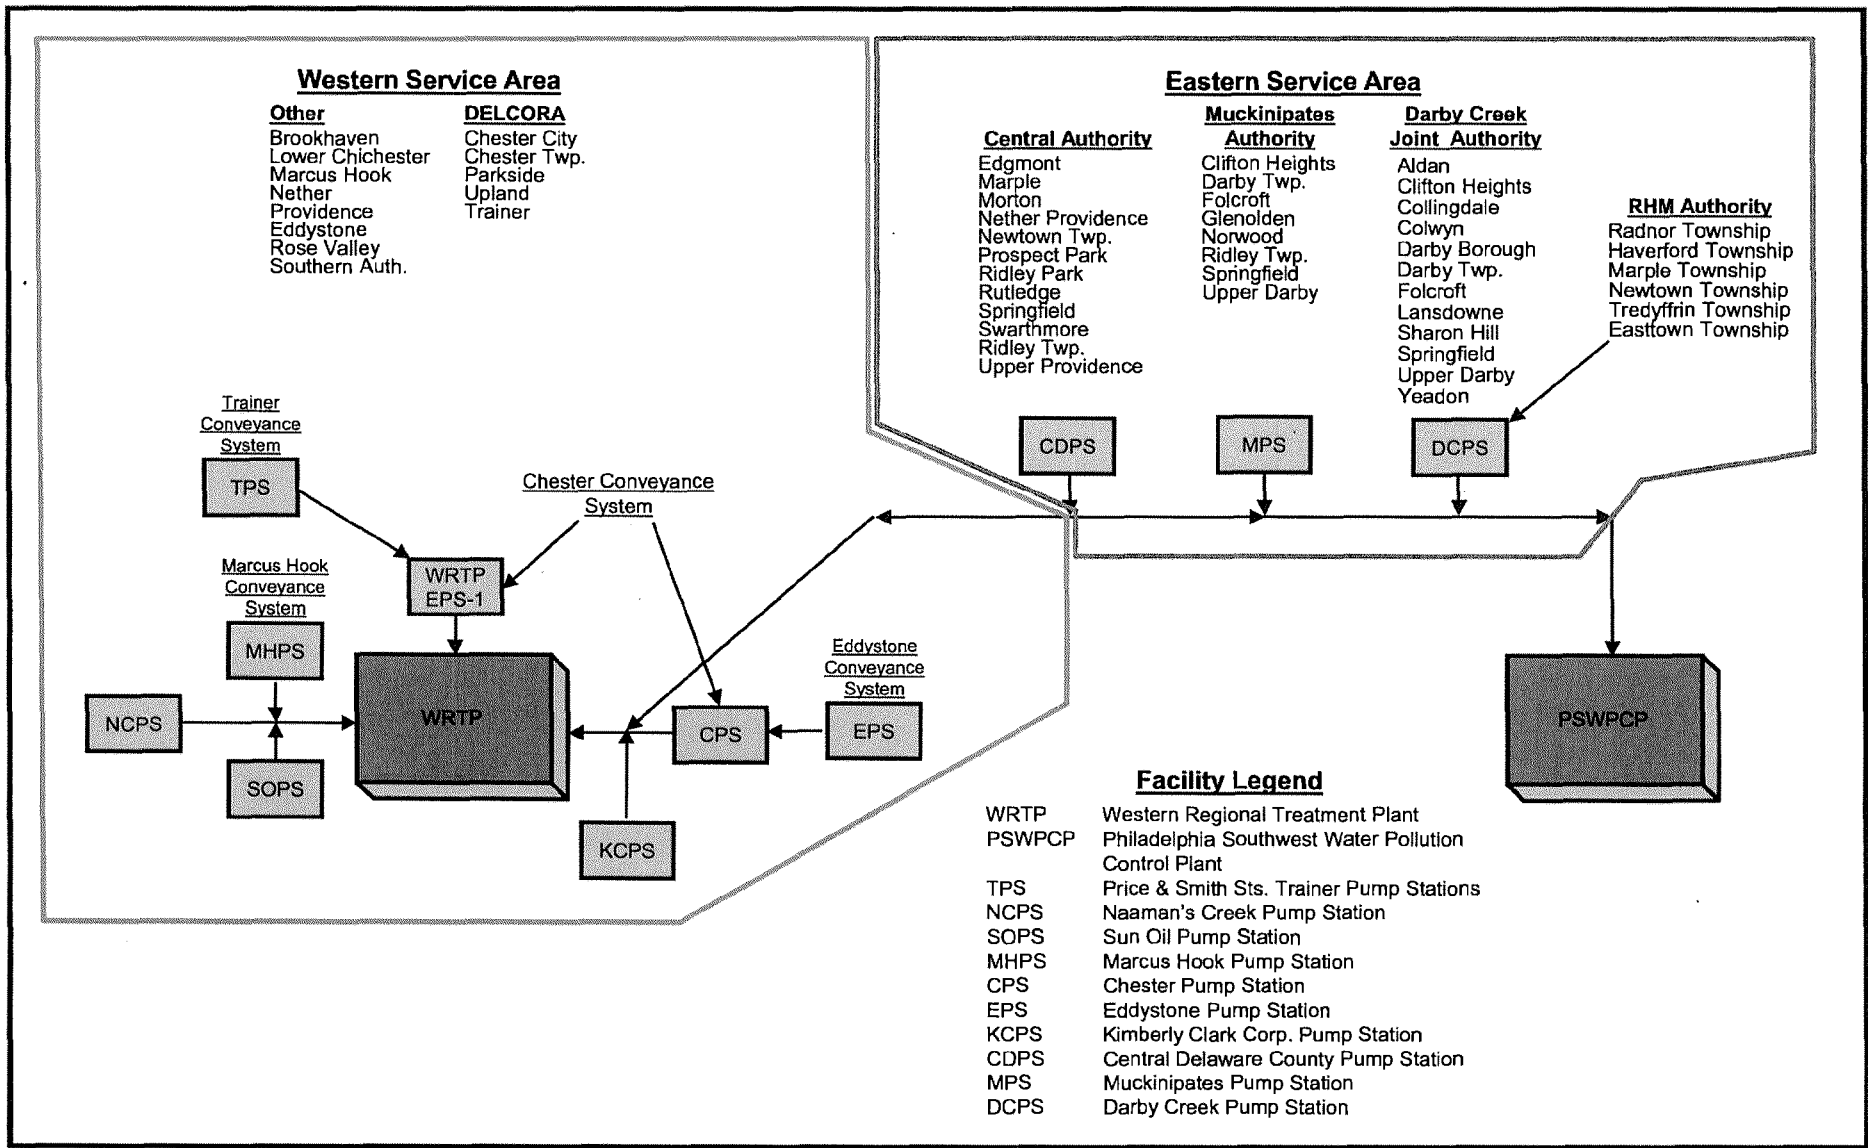 Western Service Area
Other
Brookhaven
Lower Chichester
Marcus Hook
Nether
Providence
Eddystone
Rose Valley
Southern Auth.
DELCORA
Chester City
Chester Twp.
Parkside
Upland
Trainer
Eastern Service Area
Central Authority
Edgmont
Marple
Morton
Nether Providence
Newtown Twp.
Prospect Park
Ridley Park
Rutledge
Springfield
Swarthmore
Ridley Twp.
Upper Providence
Muckinipates
Authority
Clifton Heights
Darby Twp.
Folcroft
Glenolden
Norwood
Ridley Twp.
Springfield
Upper Darby
Darby Creek
Joint Authority
Aldan
Clifton Heights
Collingdale
Colwyn
Darby Borough
Darby Twp.
Folcroft
Lansdowne
Sharon Hill
Springfield
Upper Darby
Yeadon
RHM Authority
Radnor Township
Haverford Township
Marple Township
Newtown Township
Tredyffrin Township
Easttown Township
CDPS
MPS
DCPS
Trainer
Conveyance
System
TPS
Chester Conveyance
System
WRTP
EPS-1
Marcus Hook
Conveyance
System
MHPS
NCPS
SOPS
WRTP
CPS
Eddystone
Conveyance
System
EPS
KCPS
PSWPCP
Facility Legend
WRTP Western Regional Treatment Plant
PSWPCP Philadelphia Southwest Water Pollution
Control Plant
TPS Price & Smith Sts. Trainer Pump Stations
NCPS Naaman's Creek Pump Station
SOPS Sun Oil Pump Station
MHPS Marcus Hook Pump Station
CPS Chester Pump Station
EPS Eddystone Pump Station
KCPS Kimberly Clark Corp. Pump Station
CDPS Central Delaware County Pump Station
MPS Muckinipates Pump Station
DCPS Darby Creek Pump Station